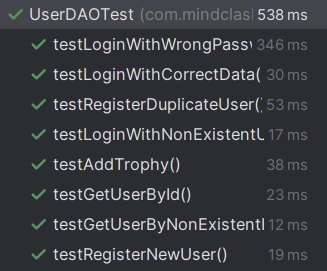 UserDAOTest (com.mindclas 538 ms
testLoginWithWrongPassw 346 ms
testLoginWithCorrectData( 30 ms
testRegisterDuplicateUser() 53 ms
testLoginWithNonExistentU 17 ms
testAddTrophy() 38 ms
testGetUserById() 23 ms
testGetUserByNonExistentI 12 ms
testRegisterNewUser() 19 ms